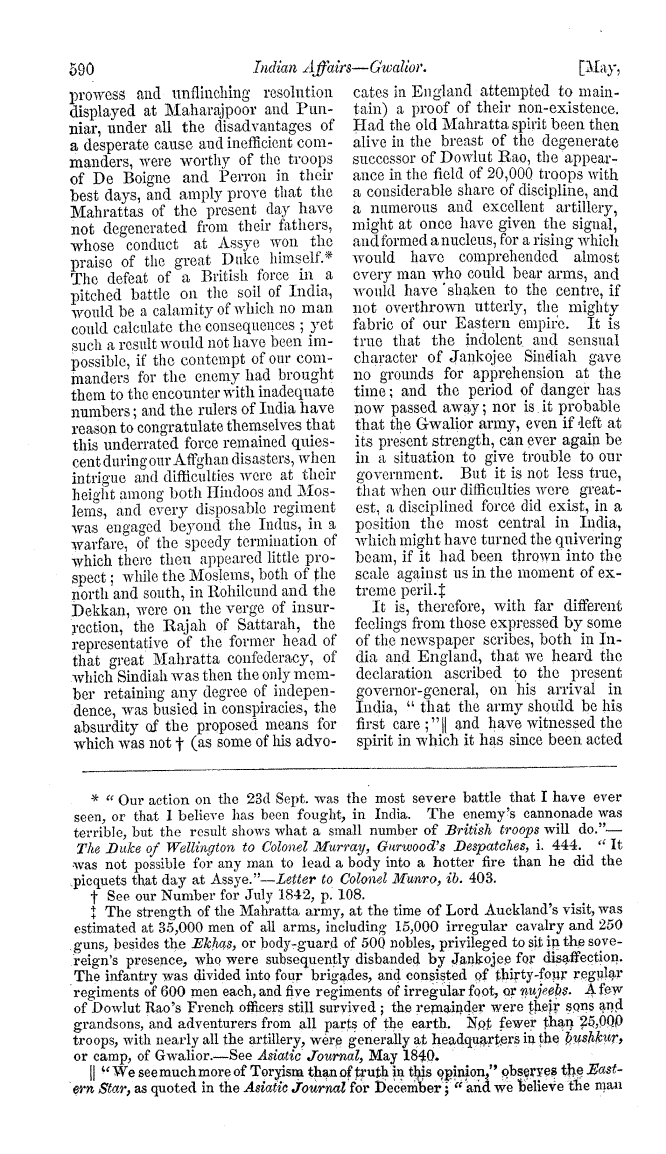 590 Indian Affairs—Gwalior. [May,
prowess and unflinching resolution
displayed at Maharajpoor and Pun-
niar, under all the disadvantages of
a desperate cause and inefficient com-
manders, were worthy of the troops
of De Boigne and Perron in their
best days, and amply prove that the
Mahrattas of the present day have
not degenerated from their fathers,
whose conduct at Assye won the
praise of the great Duke himself.*
The defeat of a British force in a
pitched battle on the soil of India,
would be a calamity of which no man
could calculate the consequences; yet
such a result would not have been im-
possible, if the contempt of our com-
manders for the enemy had brought
them to the encounter with inadequate
numbers; and the rulers of India have
reason to congratulate themselves that
this underrated force remained quies-
cent during our Affghan disasters, when
intrigue and difficulties were at their
height among both Hindoos and Mos-
lems, and every disposable regiment
was engaged beyond the Indus, in a
warfare, of the speedy termination of
which there then appeared little pro-
spect; while the Moslems, both of the
north and south, in Rohilcund and the
Dekkan, were on the verge of insur-
rection, the Rajah of Sattarah, the
representative of the former head of
that great Mahratta confederacy, of
which Sindiah was then the only mem-
ber retaining any degree of indepen-
dence, was busied in conspiracies, the
absurdity of the proposed means for
which was not † (as some of his advo-
cates in England attempted to main-
tain) a proof of their non-existence.
Had the old Mahratta spirit been then
alive in the breast of the degenerate
successor of Dowlut Rao, the appear-
ance in the field of 20,000 troops with
a considerable share of discipline, and
a numerous and excellent artillery,
might at once have given the signal,
and formed a nucleus, for a rising which
would have comprehended almost
every man who could bear arms, and
would have shaken to the centre, if
not overthrown utterly, the mighty
fabric of our Eastern empire. It is
true that the indolent and sensual
character of Jankojee Sindiah gave
no grounds for apprehension at the
time; and the period of danger has
now passed away; nor is it probable
that the Gwalior army, even if left at
its present strength, can ever again be
in a situation to give trouble to our
government. But it is not less true,
that when our difficulties were great-
est, a disciplined force did exist, in a
position the most central in India,
which might have turned the quivering
beam, if it had been thrown into the
scale against us in the moment of ex-
treme peril.‡
It is, therefore, with far different
feelings from those expressed by some
of the newspaper scribes, both in In-
dia and England, that we heard the
declaration ascribed to the present
governor-general, on his arrival in
India, “ that the army should be his
first care;”‖ and have witnessed the
spirit in which it has since been acted
* “ Our action on the 23d Sept. was the most severe battle that I have ever
seen, or that I believe has been fought, in India. The enemy's cannonade was
terrible, but the result shows what a small number of British troops will do.”—
The Duke of Wellington to Colonel Murray, Gurwood's Despatches, i. 444. “ It
was not possible for any man to lead a body into a hotter fire than he did the
picquets that day at Assye.”—Letter to Colonel Munro, ib. 403.
† See our Number for July 1842, p. 108.
‡ The strength of the Mahratta army, at the time of Lord Auckland's visit, was
estimated at 35,000 men of all arms, including 15,000 irregular cavalry and 250
guns, besides the Ekhas, or body-guard of 500 nobles, privileged to sit in the sove-
reign's presence, who were subsequently disbanded by Jankojee for disaffection.
The infantry was divided into four brigades, and consisted of thirty-four regular
regiments of 600 men each, and five regiments of irregular foot, or nujeebs. A few
of Dowlut Rao's French officers still survived; the remainder were their sons and
grandsons, and adventurers from all parts of the earth. Not fewer than 25,000
troops, with nearly all the artillery, were generally at headquarters in the bushkur,
or camp, of Gwalior.—See Asiatic Journal, May 1840.
‖ “ We see much more of Toryism than of truth in this opinion,” observes the East-
ern Star, as quoted in the Asiatic Journal for December; “ and we believe the man